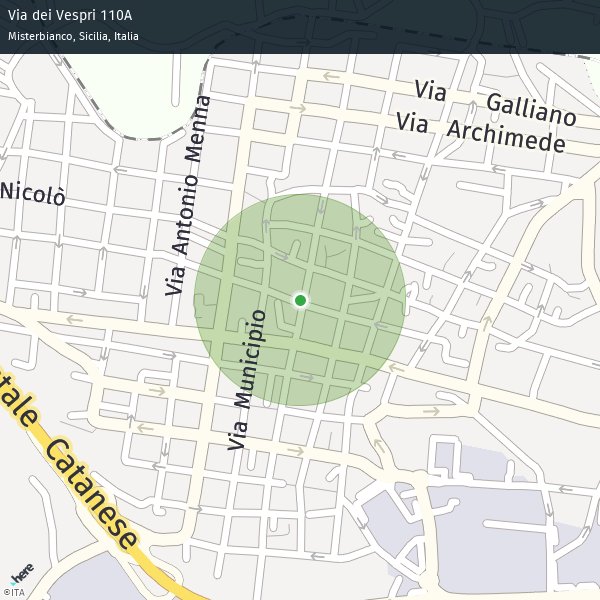 Via dei Vespri 110A
Misterbianco, Sicilia, Italia
Via Galliano
Via Archimede
Via Antonio Menna
Nicolò
Via Municipio
tale Catanese
here
©ITA